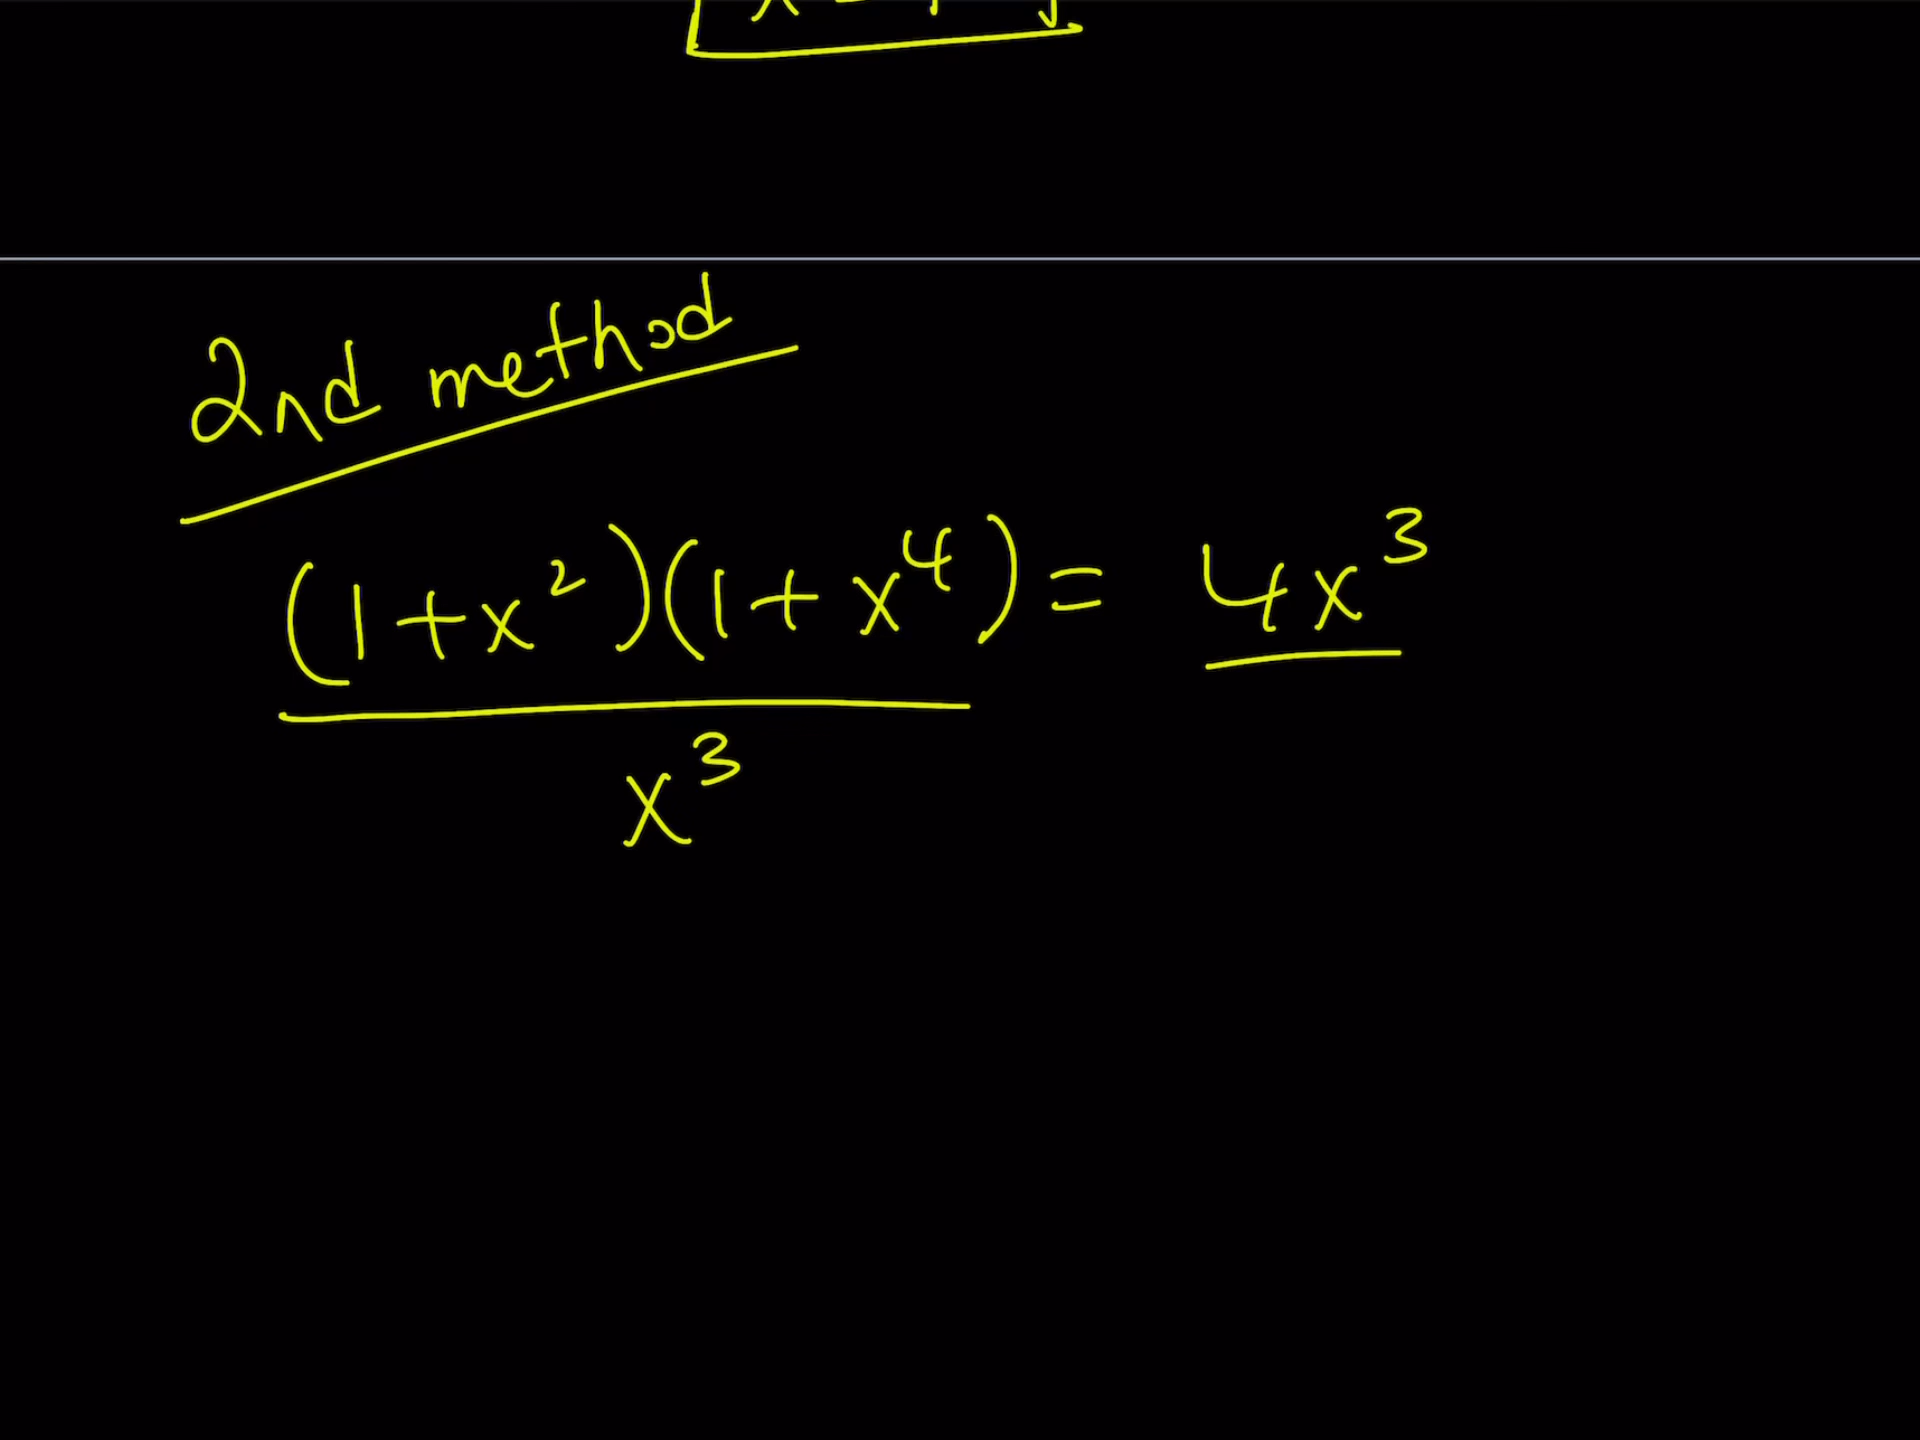 2nd method
(1+x²)(1+x⁴) = 4x³
x³